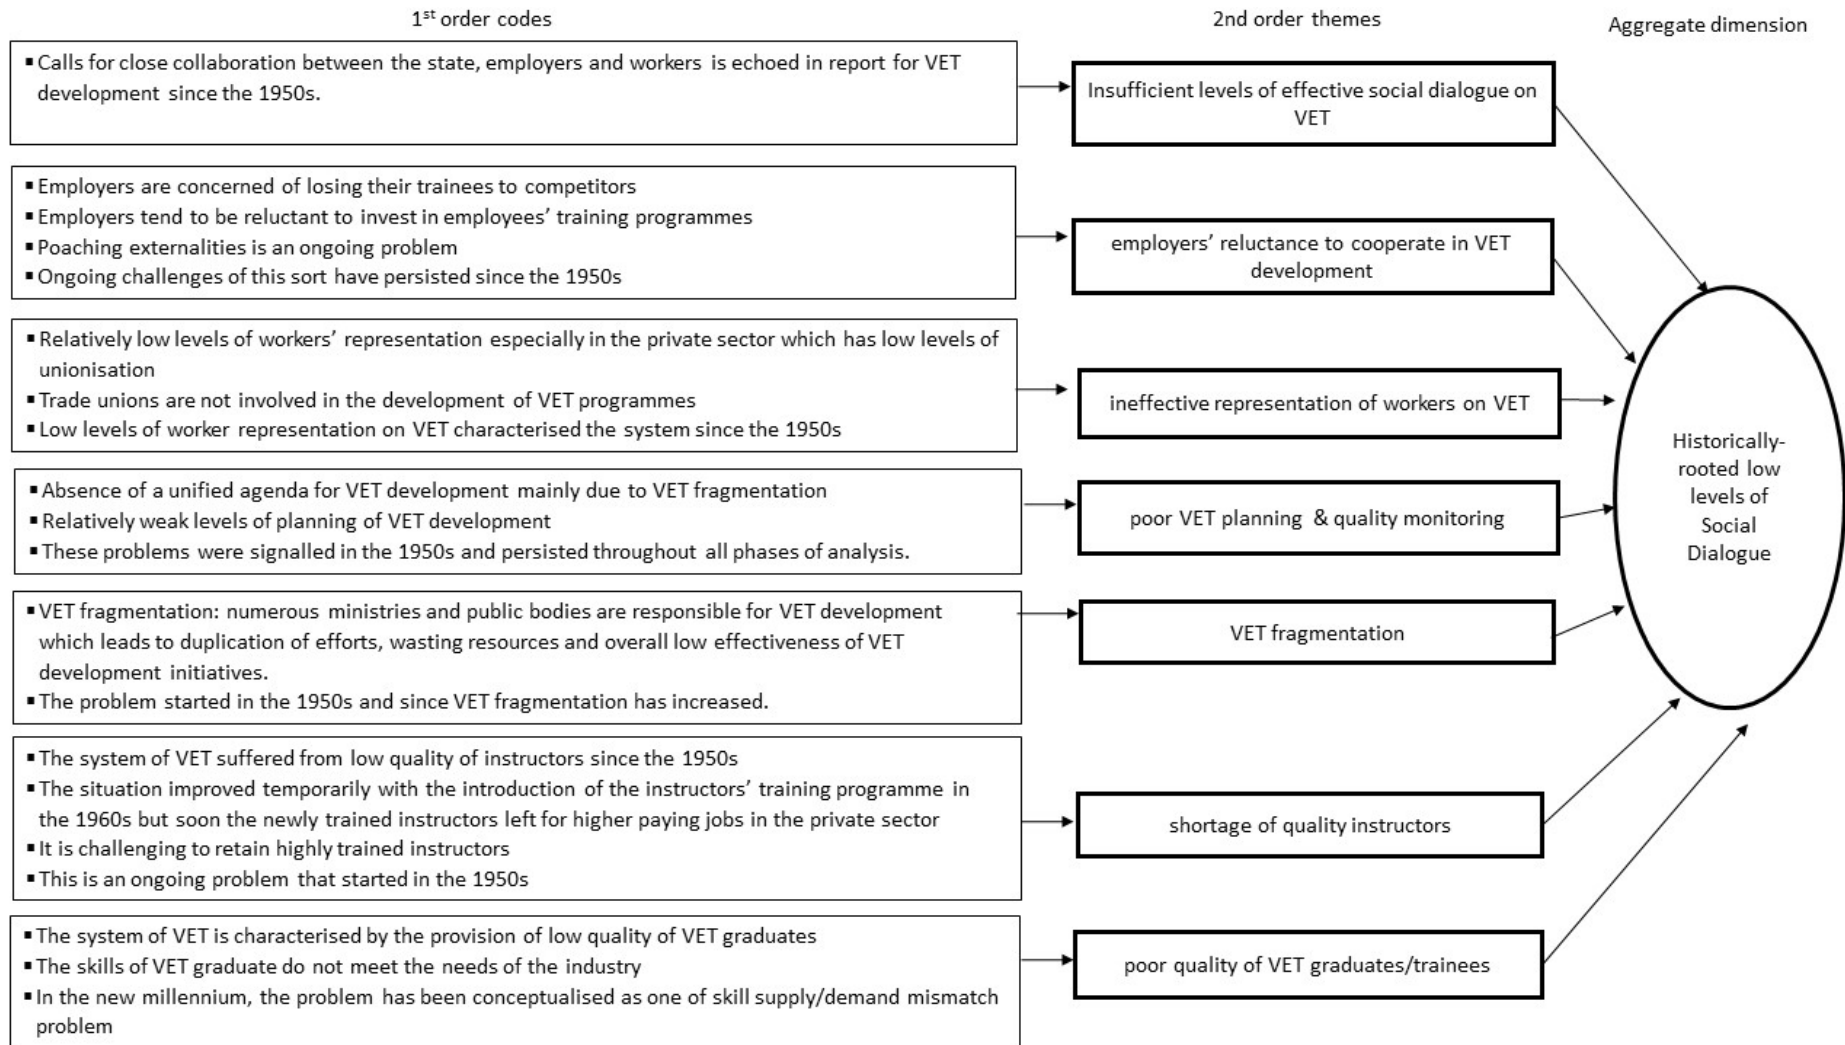 1st order codes
2nd order themes
Aggregate dimension
▪ Calls for close collaboration between the state, employers and workers is echoed in report for VET
development since the 1950s.
Insufficient levels of effective social dialogue on
VET
▪ Employers are concerned of losing their trainees to competitors
▪ Employers tend to be reluctant to invest in employees’ training programmes
▪ Poaching externalities is an ongoing problem
▪ Ongoing challenges of this sort have persisted since the 1950s
employers’ reluctance to cooperate in VET
development
▪ Relatively low levels of workers’ representation especially in the private sector which has low levels of
unionisation
▪ Trade unions are not involved in the development of VET programmes
▪ Low levels of worker representation on VET characterised the system since the 1950s
ineffective representation of workers on VET
▪ Absence of a unified agenda for VET development mainly due to VET fragmentation
▪ Relatively weak levels of planning of VET development
▪ These problems were signalled in the 1950s and persisted throughout all phases of analysis.
poor VET planning & quality monitoring
▪ VET fragmentation: numerous ministries and public bodies are responsible for VET development
which leads to duplication of efforts, wasting resources and overall low effectiveness of VET
development initiatives.
▪ The problem started in the 1950s and since VET fragmentation has increased.
VET fragmentation
▪ The system of VET suffered from low quality of instructors since the 1950s
▪ The situation improved temporarily with the introduction of the instructors’ training programme in
the 1960s but soon the newly trained instructors left for higher paying jobs in the private sector
▪ It is challenging to retain highly trained instructors
▪ This is an ongoing problem that started in the 1950s
shortage of quality instructors
▪ The system of VET is characterised by the provision of low quality of VET graduates
▪ The skills of VET graduate do not meet the needs of the industry
▪ In the new millennium, the problem has been conceptualised as one of skill supply/demand mismatch
problem
poor quality of VET graduates/trainees
Historically-
rooted low
levels of
Social
Dialogue